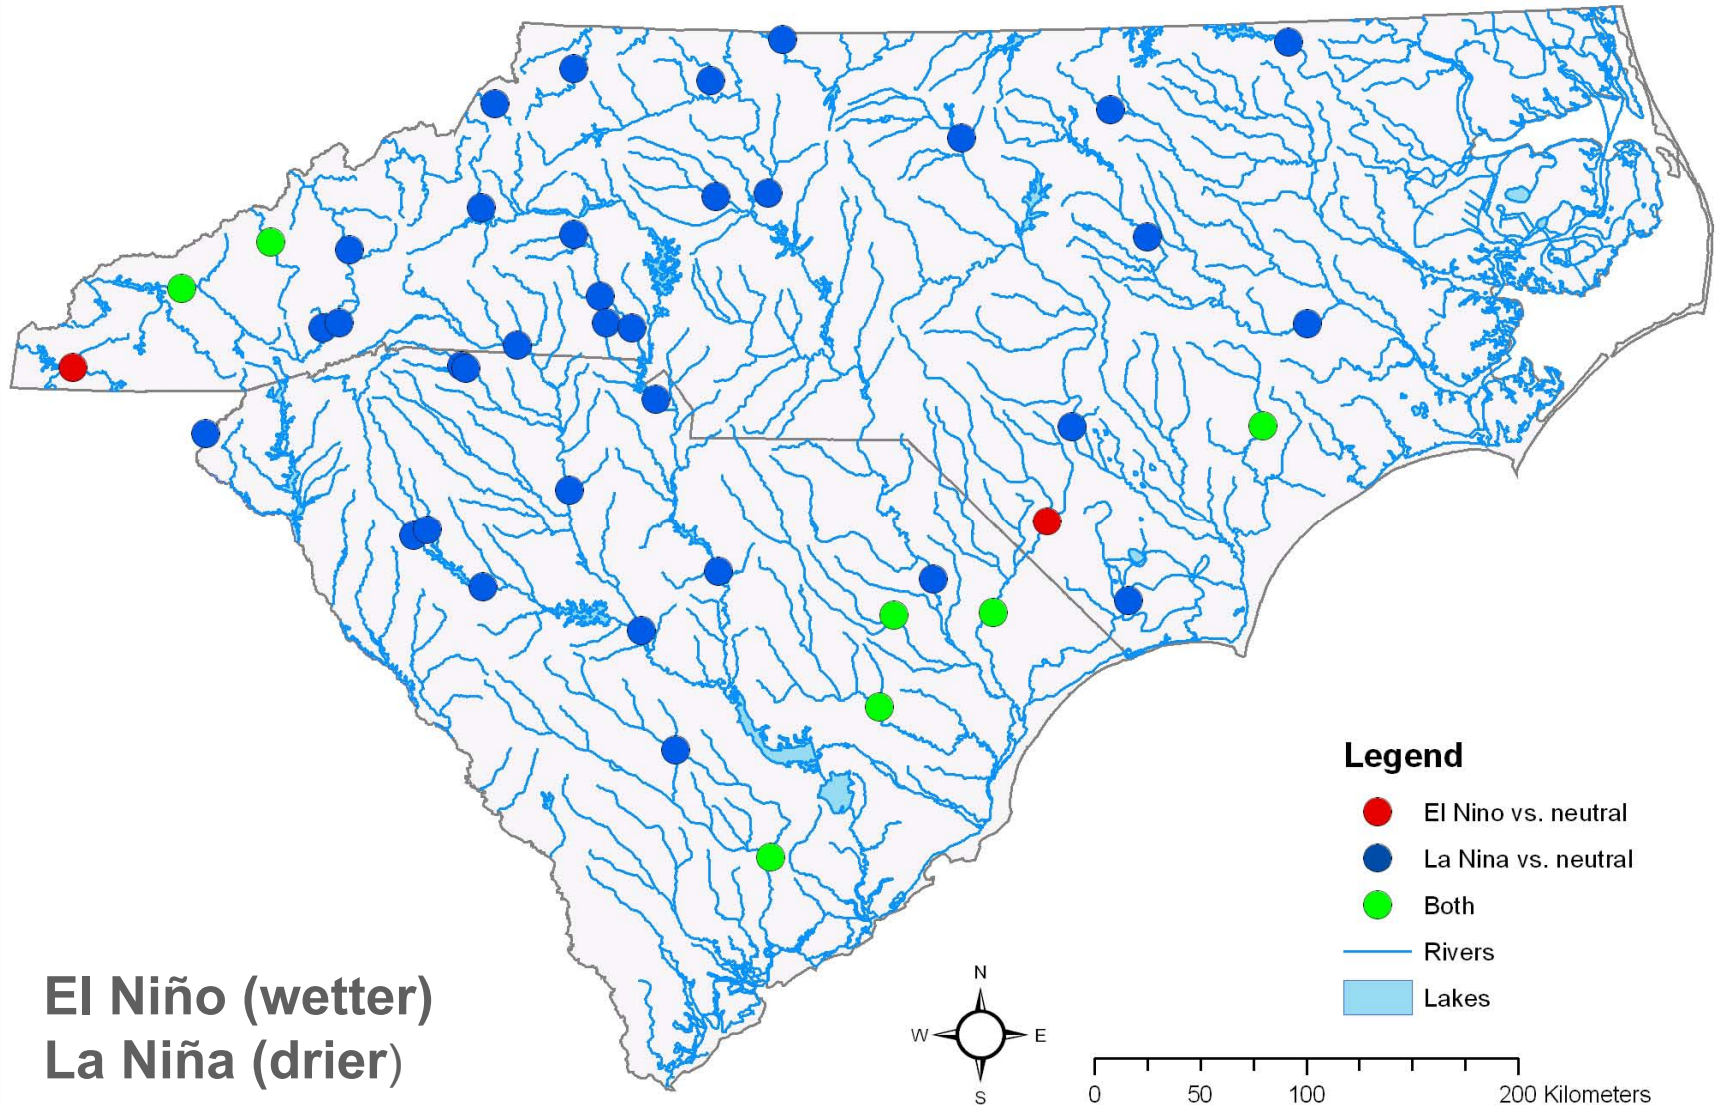 Legend
El Nino vs. neutral
La Nina vs. neutral
Both
Rivers
Lakes
El Niño (wetter)
La Niña (drier)
N
W E
S
0 50 100 200 Kilometers